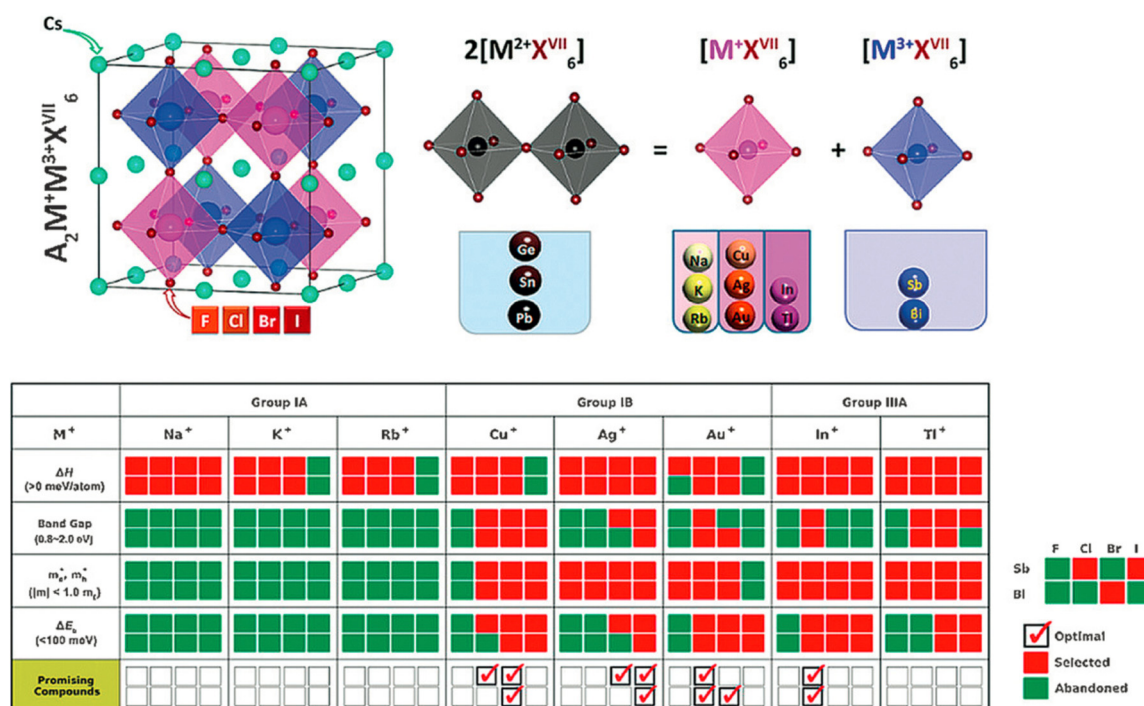 Cs
A2M+M3+XVII6
F Cl Br I
2[M2+XVII6]
[M+XVII6]
[M3+XVII6]
=
+
Ge
Sn
Pb
Na
K
Rb
Cu
Ag
Au
In
Tl
Sb
Bi
Group IA Group IB Group IIIA
M+ Na+ K+ Rb+ Cu+ Ag+ Au+ In+ Tl+
ΔH
(>0 meV/atom)
Band Gap
(0.8~2.0 eV)
me*, mh*
(|m| < 1.0 m0)
ΔEb
(<100 meV)
Promising
Compounds
F Cl Br I
Sb
Bi
Optimal
Selected
Abandoned